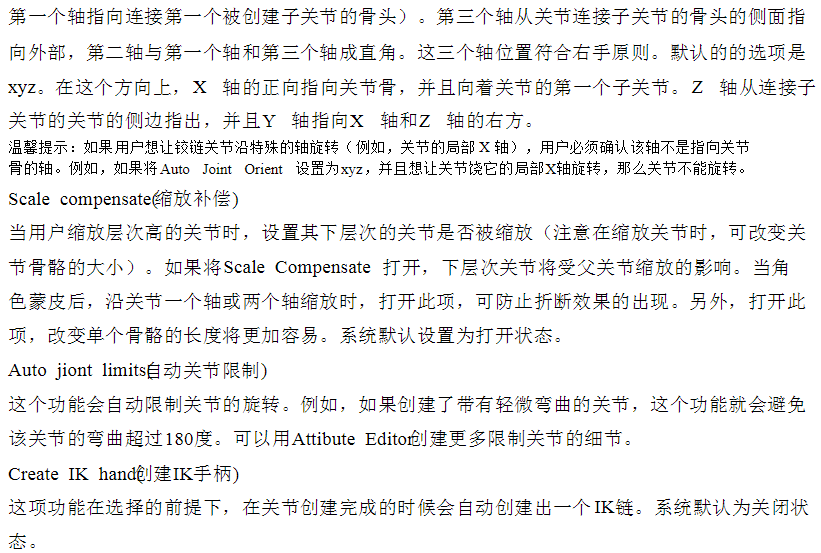 第一个轴指向连接第一个被创建子关节的骨头）。第三个轴从关节连接子关节的骨头的侧面指
向外部，第二轴与第一个轴和第三个轴成直角。这三个轴位置符合右手原则。默认的的选项是
xyz。在这个方向上，X 轴的正向指向关节骨，并且向着关节的第一个子关节。Z 轴从连接子
关节的关节的侧边指出，并且Y 轴指向X 轴和Z 轴的右方。
温馨提示：如果用户想让铰链关节沿特殊的轴旋转（例如，关节的局部 X 轴），用户必须确认该轴不是指向关节
骨的轴。例如，如果将 Auto Joint Orient 设置为xyz，并且想让关节饶它的局部X轴旋转，那么关节不能旋转。
Scale compensate(缩放补偿)
当用户缩放层次高的关节时，设置其下层次的关节是否被缩放（注意在缩放关节时，可改变关
节骨骼的大小）。如果将Scale Compensate 打开，下层次关节将受父关节缩放的影响。当角
色蒙皮后，沿关节一个轴或两个轴缩放时，打开此项，可防止折断效果的出现。另外，打开此
项，改变单个骨骼的长度将更加容易。系统默认设置为打开状态。
Auto jiont limits(自动关节限制)
这个功能会自动限制关节的旋转。例如，如果创建了带有轻微弯曲的关节，这个功能就会避免
该关节的弯曲超过180度。可以用Attibute Editor创建更多限制关节的细节。
Create IK hand(创建IK手柄)
这项功能在选择的前提下，在关节创建完成的时候会自动创建出一个IK链。系统默认为关闭状
态。